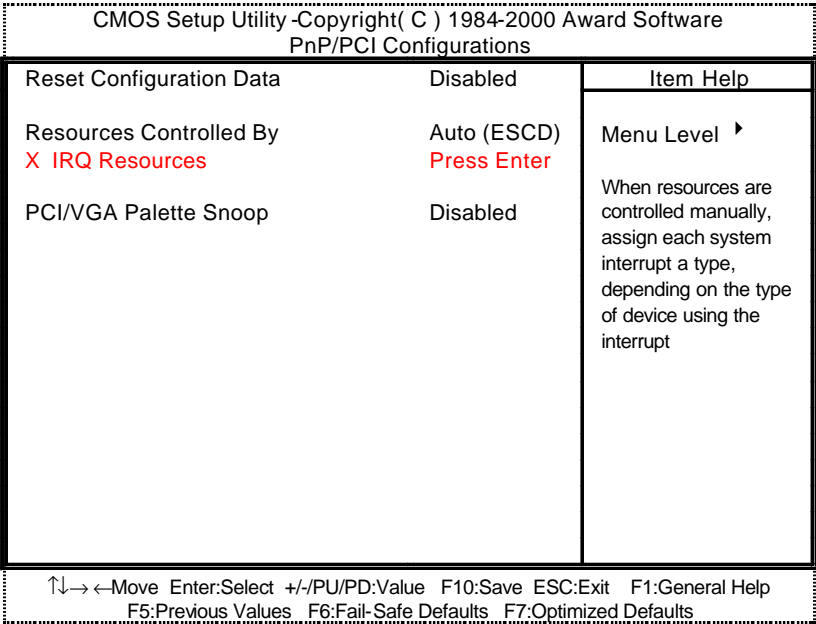 CMOS Setup Utility -Copyright( C ) 1984-2000 Award Software
PnP/PCI Configurations
Reset Configuration Data Disabled
Resources Controlled By Auto (ESCD)
X IRQ Resources Press Enter
PCI/VGA Palette Snoop Disabled
Item Help
Menu Level
When resources are
controlled manually,
assign each system
interrupt a type,
depending on the type
of device using the
interrupt
↑↓→←Move Enter:Select +/-/PU/PD:Value F10:Save ESC:Exit F1:General Help
F5:Previous Values F6:Fail-Safe Defaults F7:Optimized Defaults